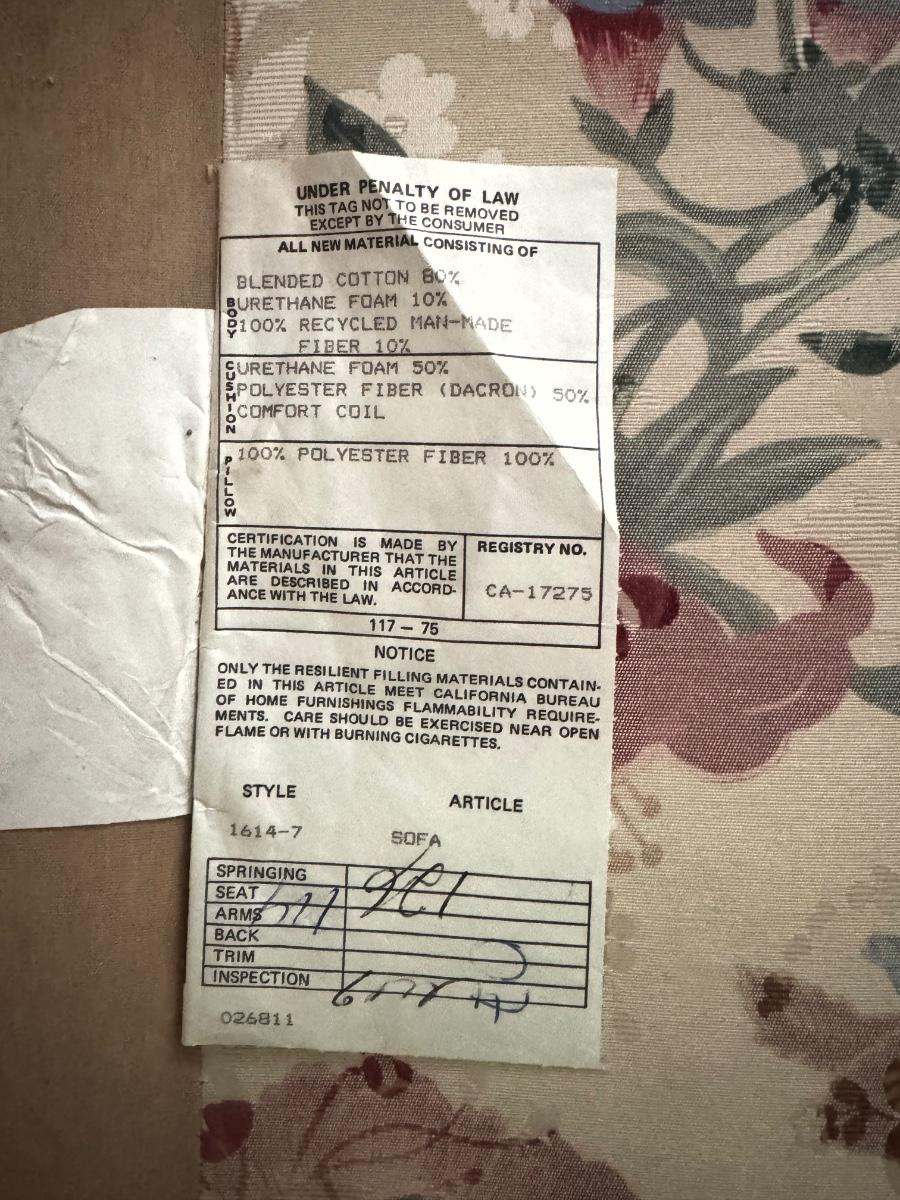 UNDER PENALTY OF LAW
THIS TAG NOT TO BE REMOVED
EXCEPT BY THE CONSUMER
ALL NEW MATERIAL CONSISTING OF
BODY
BLENDED COTTON 80%
URETHANE FOAM 10%
100% RECYCLED MAN-MADE
FIBER 10%
CUSHION
URETHANE FOAM 50%
POLYESTER FIBER (DACRON) 50%
COMFORT COIL
PILLOW
100% POLYESTER FIBER 100%
CERTIFICATION IS MADE BY
THE MANUFACTURER THAT THE
MATERIALS IN THIS ARTICLE
ARE DESCRIBED IN ACCORD-
ANCE WITH THE LAW.
REGISTRY NO.
CA-17275
117 – 75
NOTICE
ONLY THE RESILIENT FILLING MATERIALS CONTAIN-
ED IN THIS ARTICLE MEET CALIFORNIA BUREAU
OF HOME FURNISHINGS FLAMMABILITY REQUIRE-
MENTS. CARE SHOULD BE EXERCISED NEAR OPEN
FLAME OR WITH BURNING CIGARETTES.
STYLE ARTICLE
1614-7 SOFA
SPRINGING
SEAT
ARMS
BACK
TRIM
INSPECTION
026811